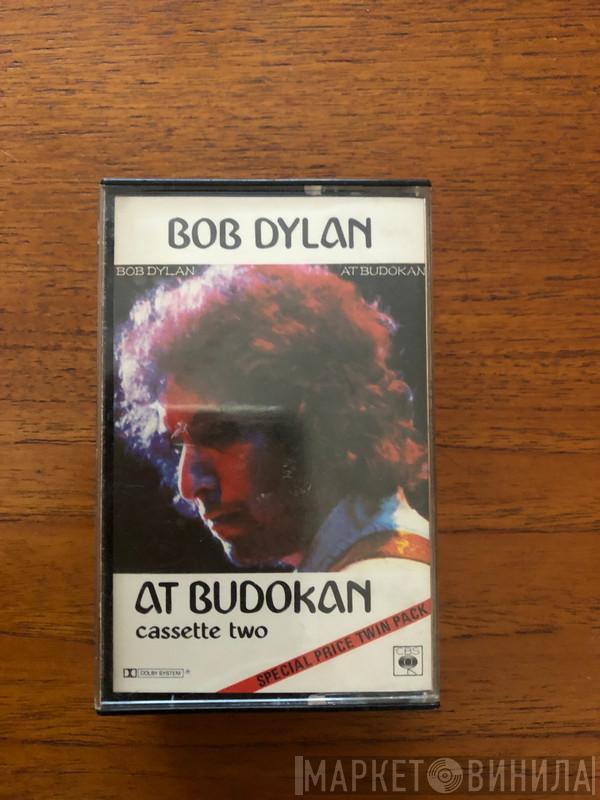 BOB DYLAN
BOB DYLAN AT BUDOKAN
AT BUDOKAN
cassette two
SPECIAL PRICE TWIN PACK
CBS
DOLBY SYSTEM
МАРКЕТ ВИНИЛА